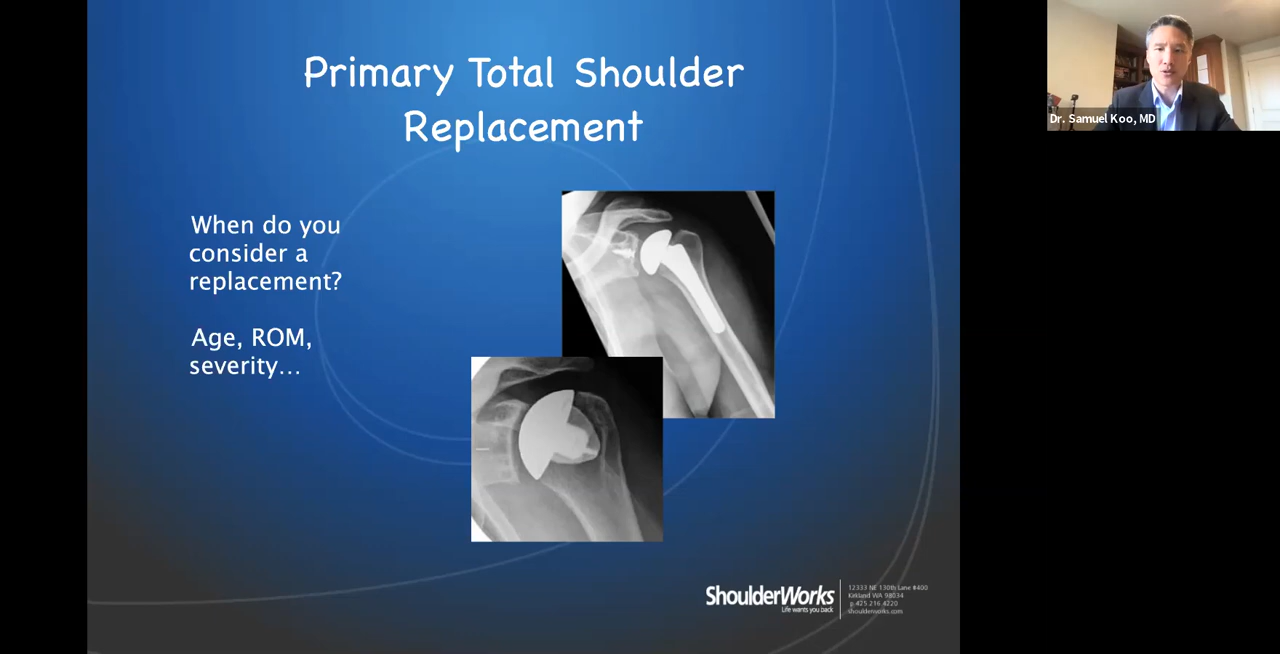 Primary Total Shoulder
Replacement
When do you
consider a
replacement?
Age, ROM,
severity...
ShoulderWorks
Life wants you back
12333 NE 130th Lane #400
Kirkland WA 98034
p 425.216.4220
shoulderworks.com
Dr. Samuel Koo, MD